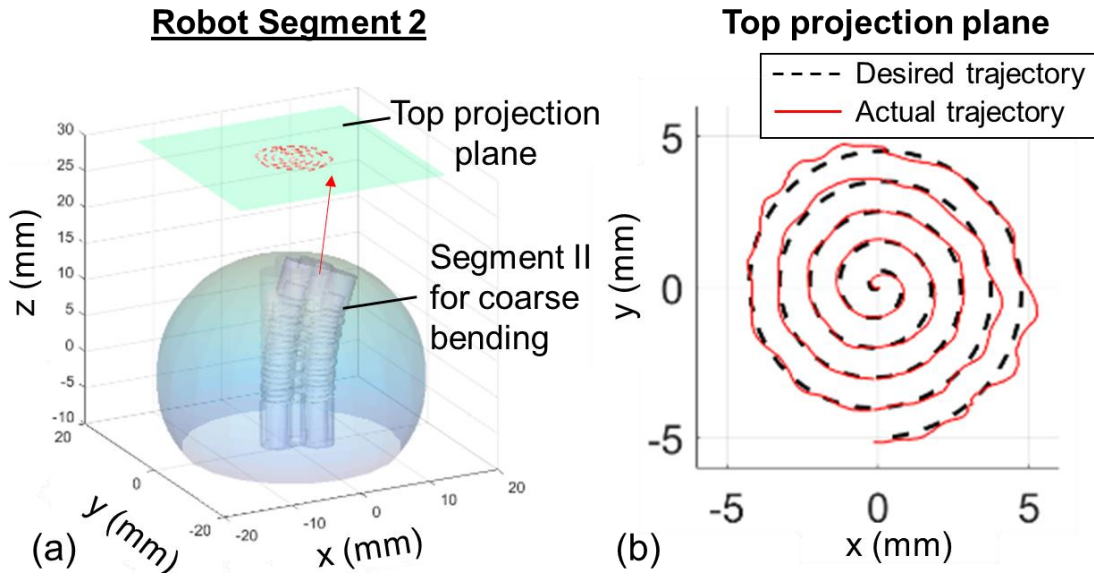 Robot Segment 2
Top projection
plane
Segment II
for coarse
bending
z (mm)
30
25
20
15
10
5
0
-5
-10
20
0
-20
y (mm)
-20
-10
0
10
20
x (mm)
(a)
Top projection plane
Desired trajectory
Actual trajectory
y (mm)
5
0
-5
-5
0
5
x (mm)
(b)